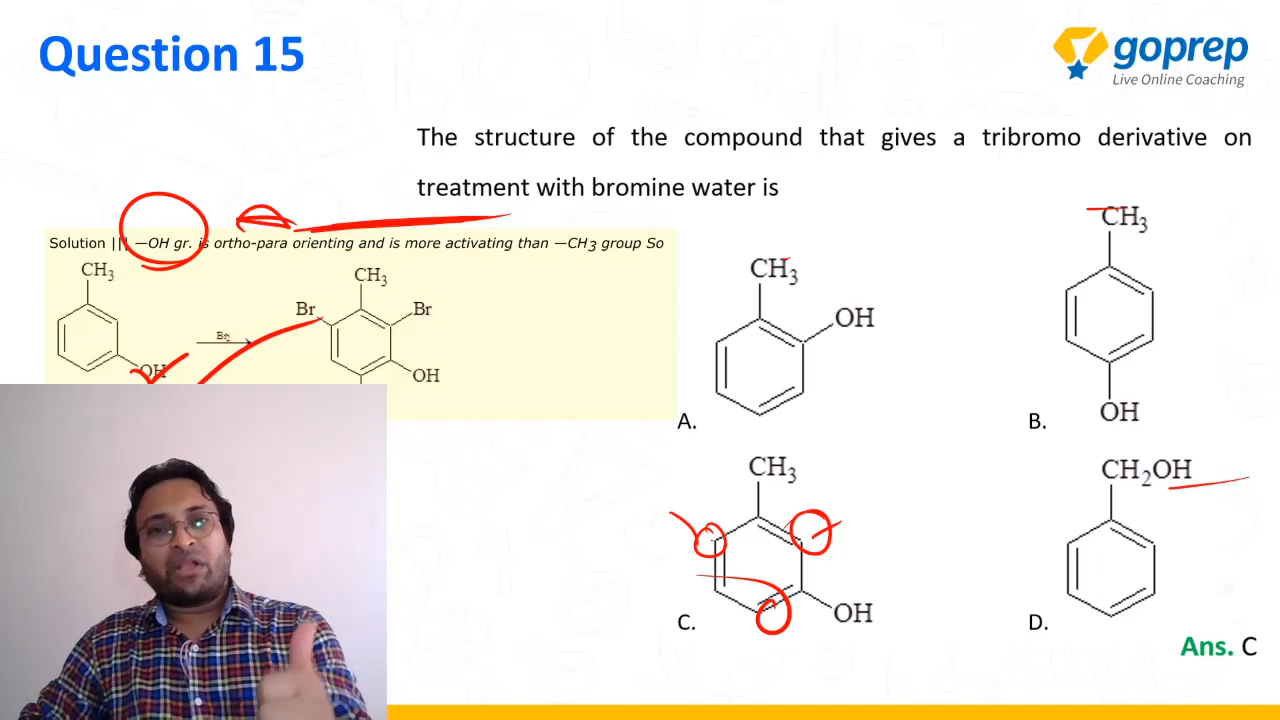 Question 15
goprep
Live Online Coaching
The structure of the compound that gives a tribromo derivative on
treatment with bromine water is
Solution ||| —OH gr. is ortho-para orienting and is more activating than —CH3 group So
CH3
OH
Br2
CH3
Br
Br
OH
A.
CH3
OH
B.
CH3
OH
C.
CH3
OH
D.
CH2OH
Ans. C